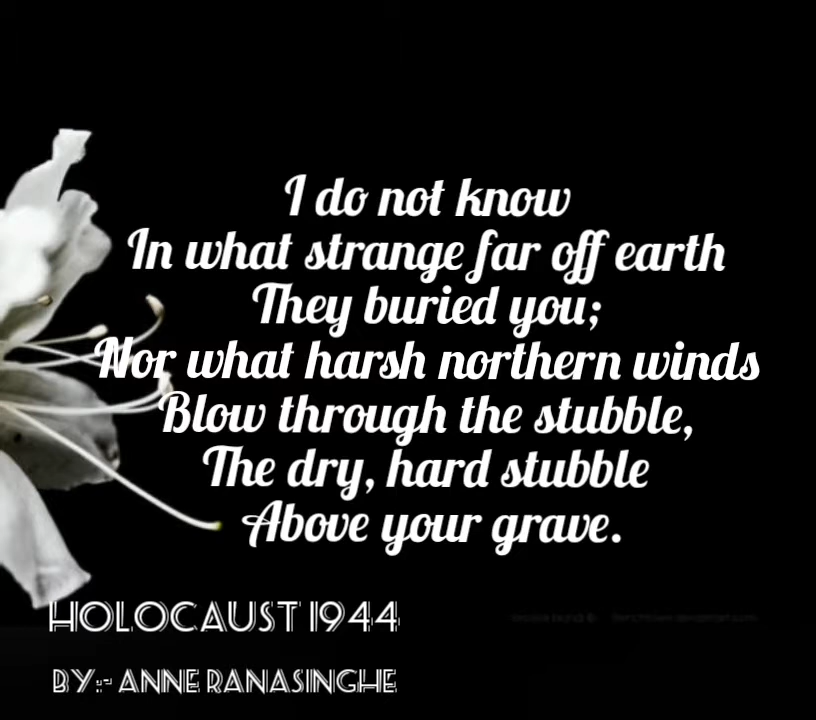 I do not know
In what strange far off earth
They buried you;
Nor what harsh northern winds
Blow through the stubble,
The dry, hard stubble
Above your grave.
HOLOCAUST 1944
BY:- ANNE RANASINGHE